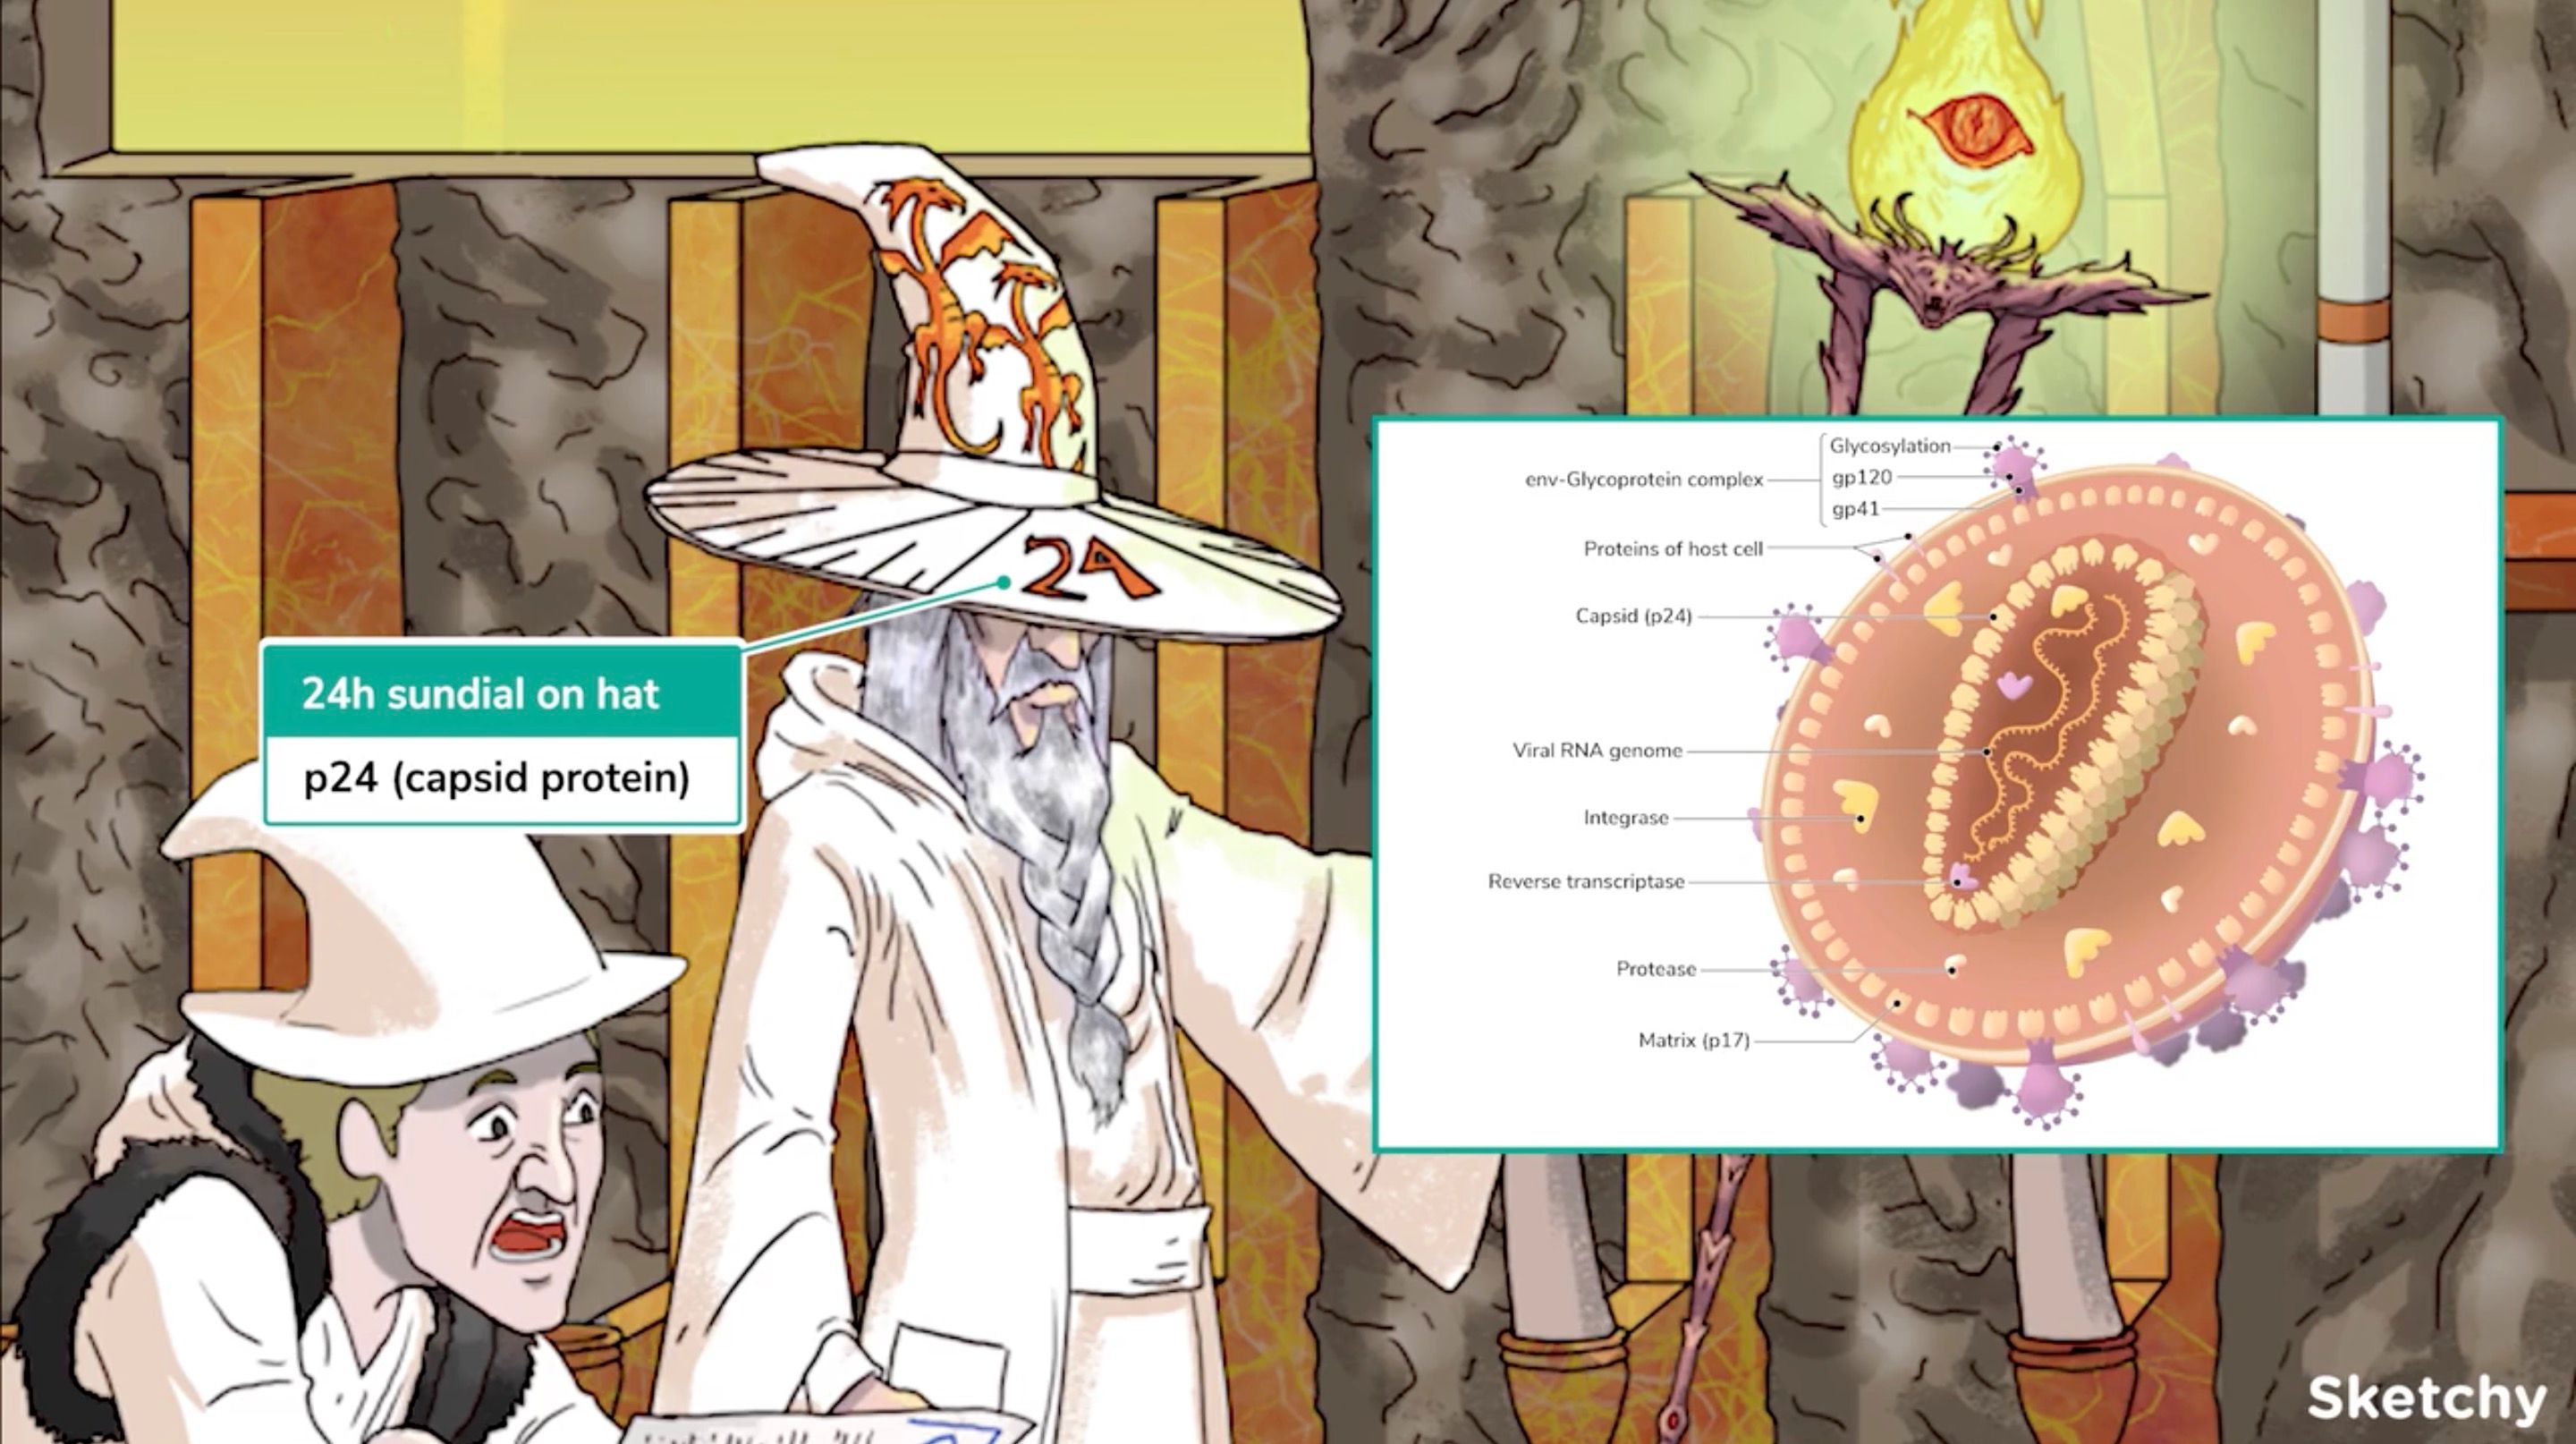 24
24h sundial on hat
p24 (capsid protein)
Glycosylation
env-Glycoprotein complex
gp120
gp41
Proteins of host cell
Capsid (p24)
Viral RNA genome
Integrase
Reverse transcriptase
Protease
Matrix (p17)
Sketchy